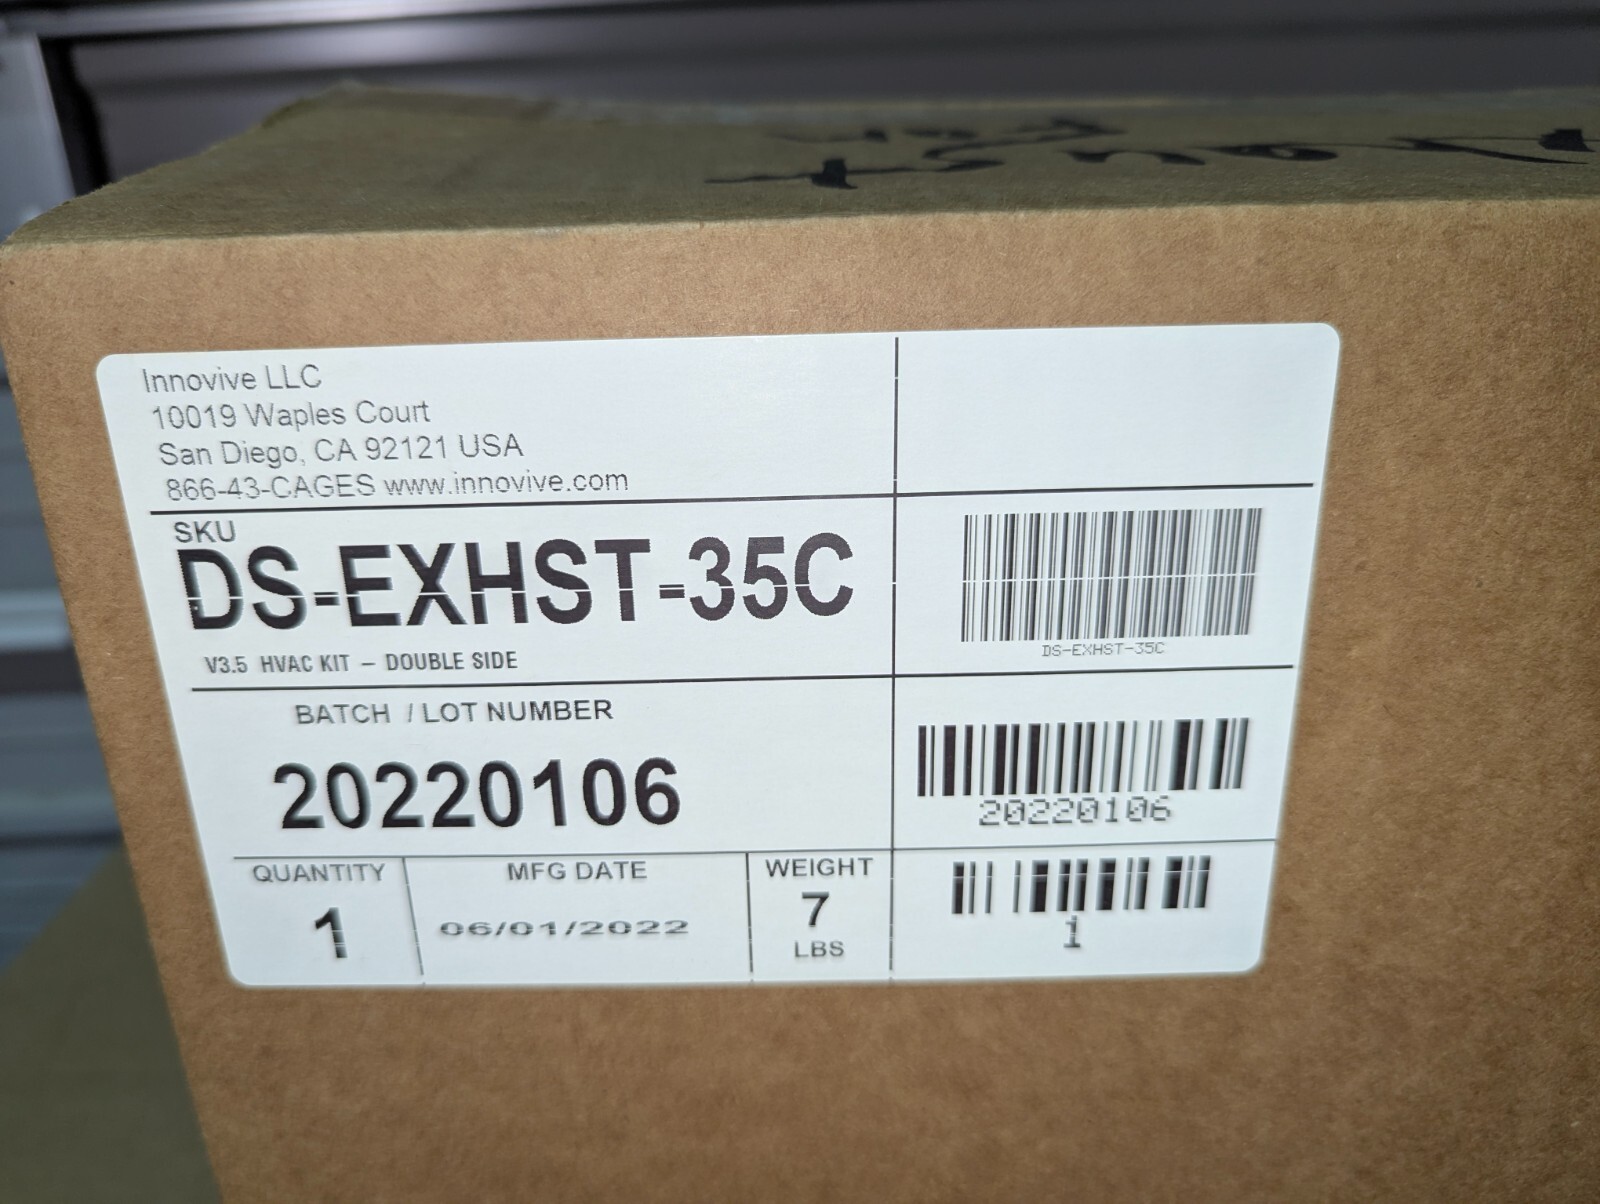 Innovive LLC
10019 Waples Court
San Diego, CA 92121 USA
866-43-CAGES www.innovive.com
SKU
DS-EXHST-35C
V3.5 HVAC KIT – DOUBLE SIDE
DS-EXHST-35C
BATCH / LOT NUMBER
20220106
20220106
QUANTITY
1
MFG DATE
06/01/2022
WEIGHT
7
LBS
1